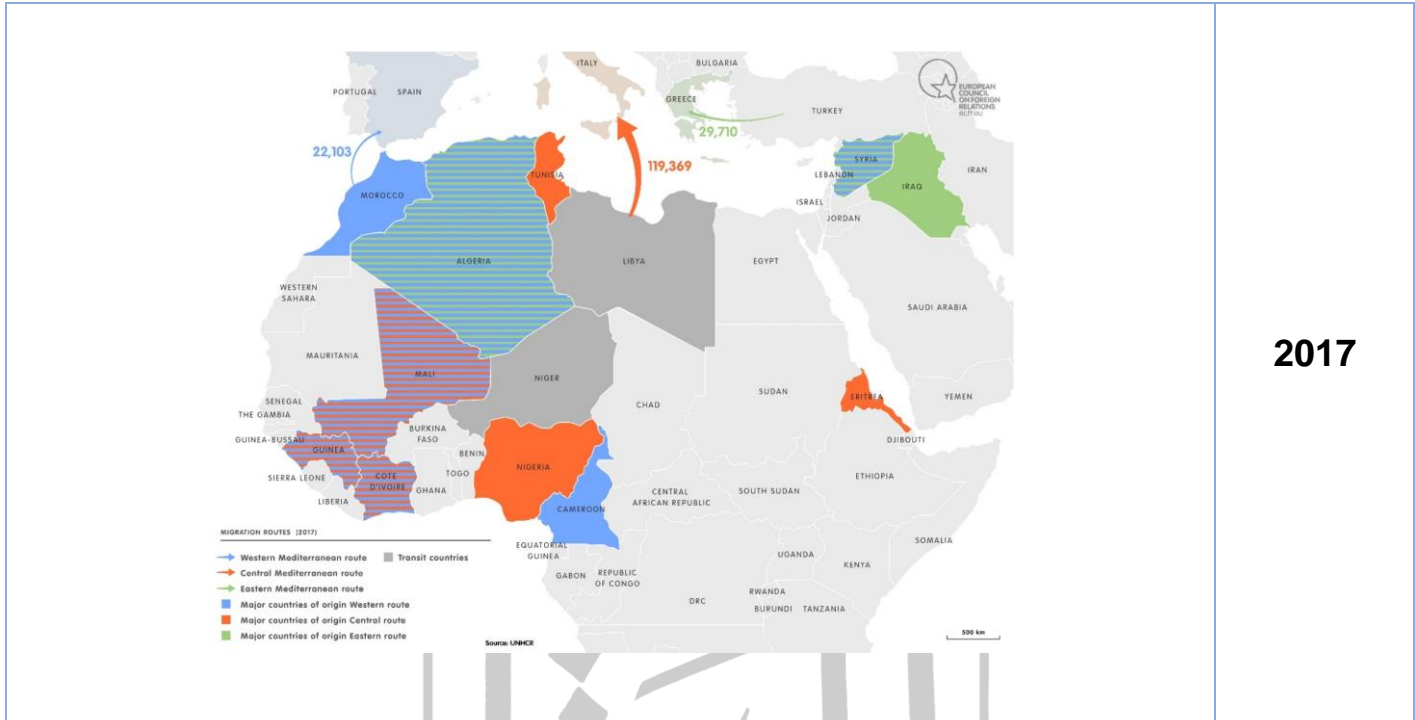 ITALY
BULGARIA
PORTUGAL
SPAIN
GREECE
TURKEY
EUROPEAN
COUNCIL
ON FOREIGN
RELATIONS
ecfr.eu
22,103
29,710
119,369
TUNISIA
SYRIA
LEBANON
IRAN
IRAQ
MOROCCO
ISRAEL
JORDAN
ALGERIA
LIBYA
EGYPT
WESTERN
SAHARA
SAUDI ARABIA
2017
MAURITANIA
MALI
NIGER
SUDAN
ERITREA
YEMEN
SENEGAL
THE GAMBIA
CHAD
BURKINA
FASO
GUINEA-BUSSAU
GUINEA
BENIN
DJIBOUTI
SIERRA LEONE
COTE
D'IVOIRE
TOGO
GHANA
NIGERIA
LIBERIA
CENTRAL
AFRICAN REPUBLIC
SOUTH SUDAN
ETHIOPIA
CAMEROON
SOMALIA
EQUATORIAL
GUINEA
UGANDA
KENYA
GABON
REPUBLIC
OF CONGO
RWANDA
DRC
BURUNDI
TANZANIA
MIGRATION ROUTES (2017)
Western Mediterranean route
Transit countries
Central Mediterranean route
Eastern Mediterranean route
Major countries of origin Western route
Major countries of origin Central route
Major countries of origin Eastern route
Source: UNHCR
500 km